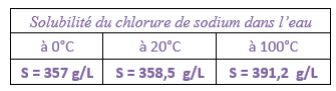 Solubilité du chlorure de sodium dans l'eau
à 0°C à 20°C à 100°C
S = 357 g/L S = 358,5 g/L S = 391,2 g/L